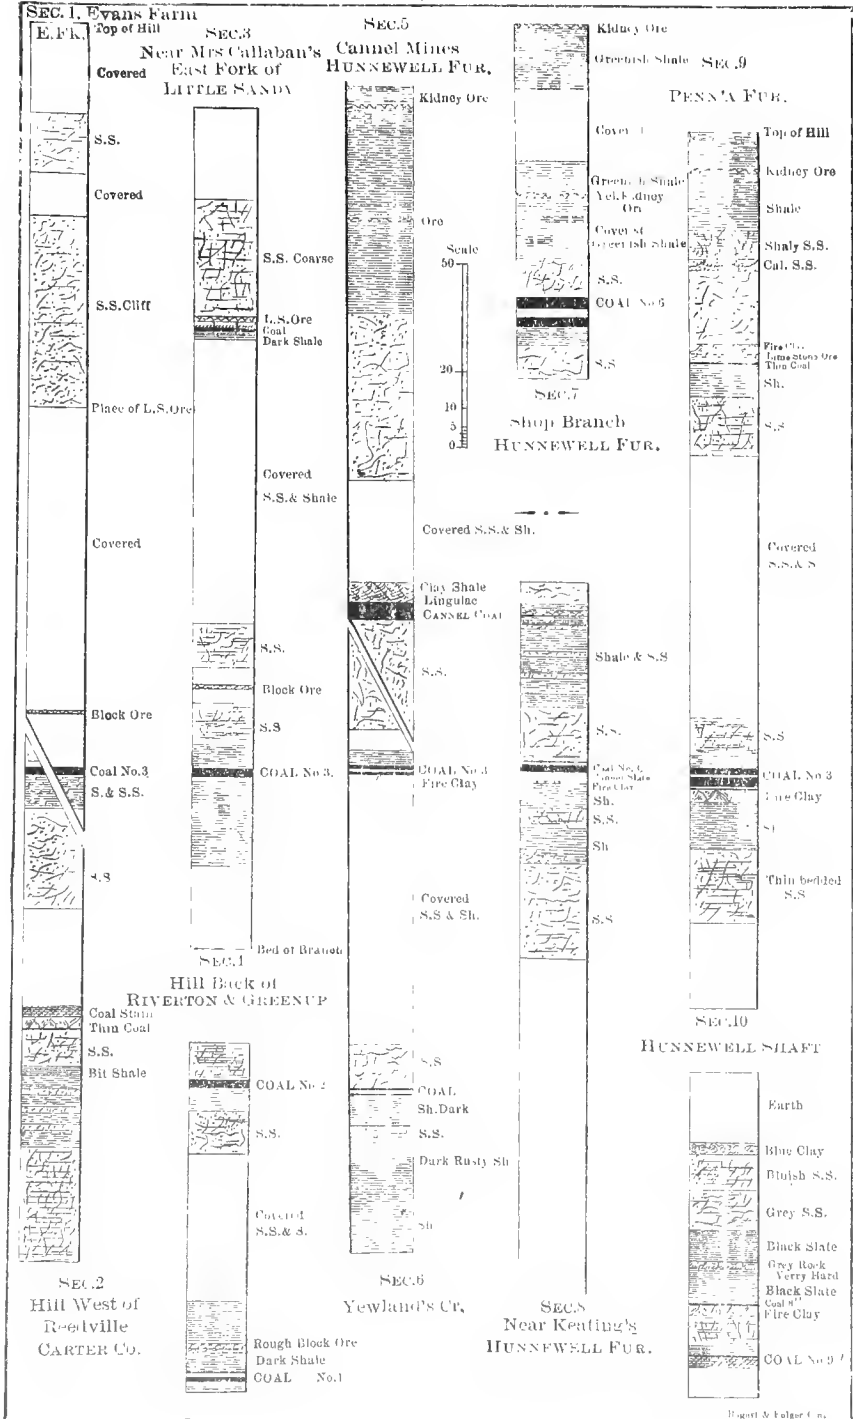 SEC.1, Evans Farm
E.FK.
Top of Hill
Covered
S.S.
Covered
S.S.Cliff
Place of L.S.Ore
Covered
Block Ore
Coal No.3
S.& S.S.
S.S
Coal Stain
Thin Coal
S.S.
Bit Shale
SEC.2
Hill West of
Reedville
CARTER CO.
SEC.3
Near Mrs Callaban's
East Fork of
LITTLE SANDY
S.S. Coarse
L.S.Ore
Coal
Dark Shale
Covered
S.S.& Shale
S.S.
Block Ore
S.S
COAL No 3.
Bed of Branch
SEC.4
Hill Back of
RIVERTON & GREENUP
COAL No 2
S.S.
Covered
S.S.& S.
Rough Block Ore
Dark Shale
COAL No.1
SEC.5
Cannel Mines
HUNNEWELL FUR.
Kidney Ore
Ore
Covered S.S.& Sh.
Clay Shale
Lingulae
CANNEL COAL
S.S.
COAL No 3
Fire Clay
Covered
S.S & Sh.
S.S
COAL
Sh.Dark
S.S.
Dark Rusty Sh
Sh
SEC.6
Yewland's Cr.
Scale
50
20
10
5
0
Kidney Ore
Greenish Shale
Greenish Shale
Yel.Kidney
Greenish Shale
S.S.
COAL No 6
S.S
SEC.7
Shop Branch
HUNNEWELL FUR.
Shale & S.S
S.S.
Fire Clay
Sh.
S.S.
Sh
S.S
SEC.8
Near Keating's
HUNNEWELL FUR.
SEC.9
PENN'A FUR.
Top of Hill
Kidney Ore
Shale
Shaly S.S.
Cal. S.S.
Lime Stone Ore
Thin Coal
Sh.
S.S
Covered
S.S.& S
S.S
COAL No 3
Fire Clay
Thin bedded
S.S
SEC.10
HUNNEWELL SHAFT
Earth
Blue Clay
Bluish S.S.
Grey S.S.
Black Slate
Grey Rock
Verry Hard
Black Slate
Coal 8"
Fire Clay